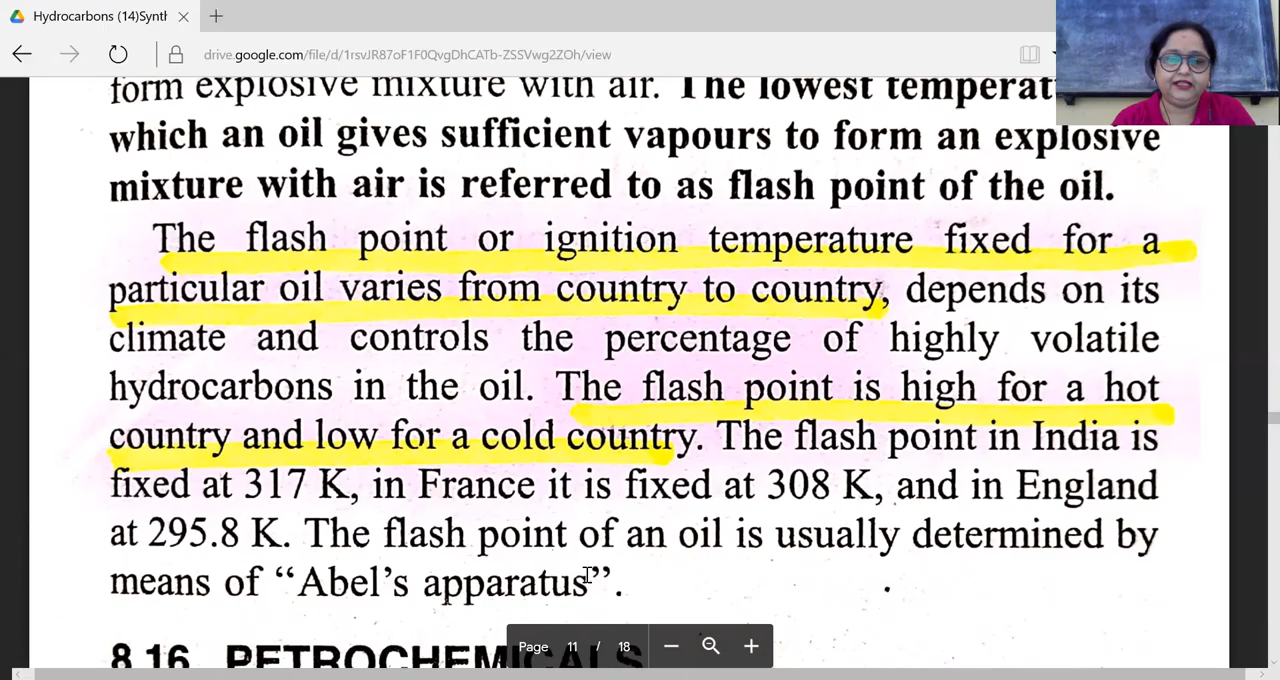 Hydrocarbons (14)Synth
drive.google.com/file/d/1rsvJR87oF1F0QvgDhCATb-ZSSVwg2ZOh/view
form explosive mixture with air. The lowest temperat
which an oil gives sufficient vapours to form an explosive
mixture with air is referred to as flash point of the oil.
The flash point or ignition temperature fixed for a
particular oil varies from country to country, depends on its
climate and controls the percentage of highly volatile
hydrocarbons in the oil. The flash point is high for a hot
country and low for a cold country. The flash point in India is
fixed at 317 K, in France it is fixed at 308 K, and in England
at 295.8 K. The flash point of an oil is usually determined by
means of “Abel’s apparatus”.
8.16 PETROCHEMICALS
Page 11 / 18